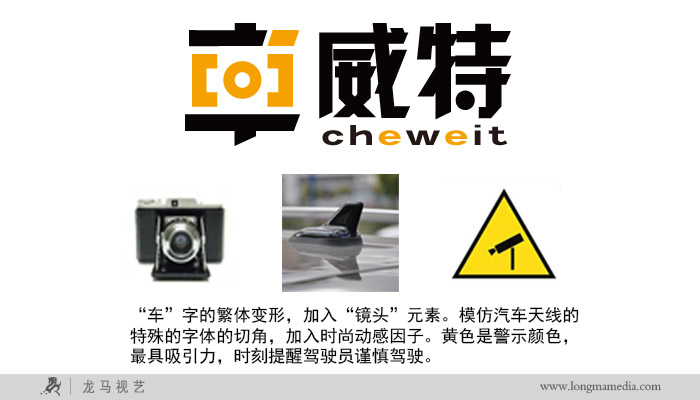 車威特
cheweit
“车”字的繁体变形，加入“镜头”元素。模仿汽车天线的
特殊的字体的切角，加入时尚动感因子。黄色是警示颜色，
最具吸引力，时刻提醒驾驶员谨慎驾驶。
龙马视艺
www.longmamedia.com